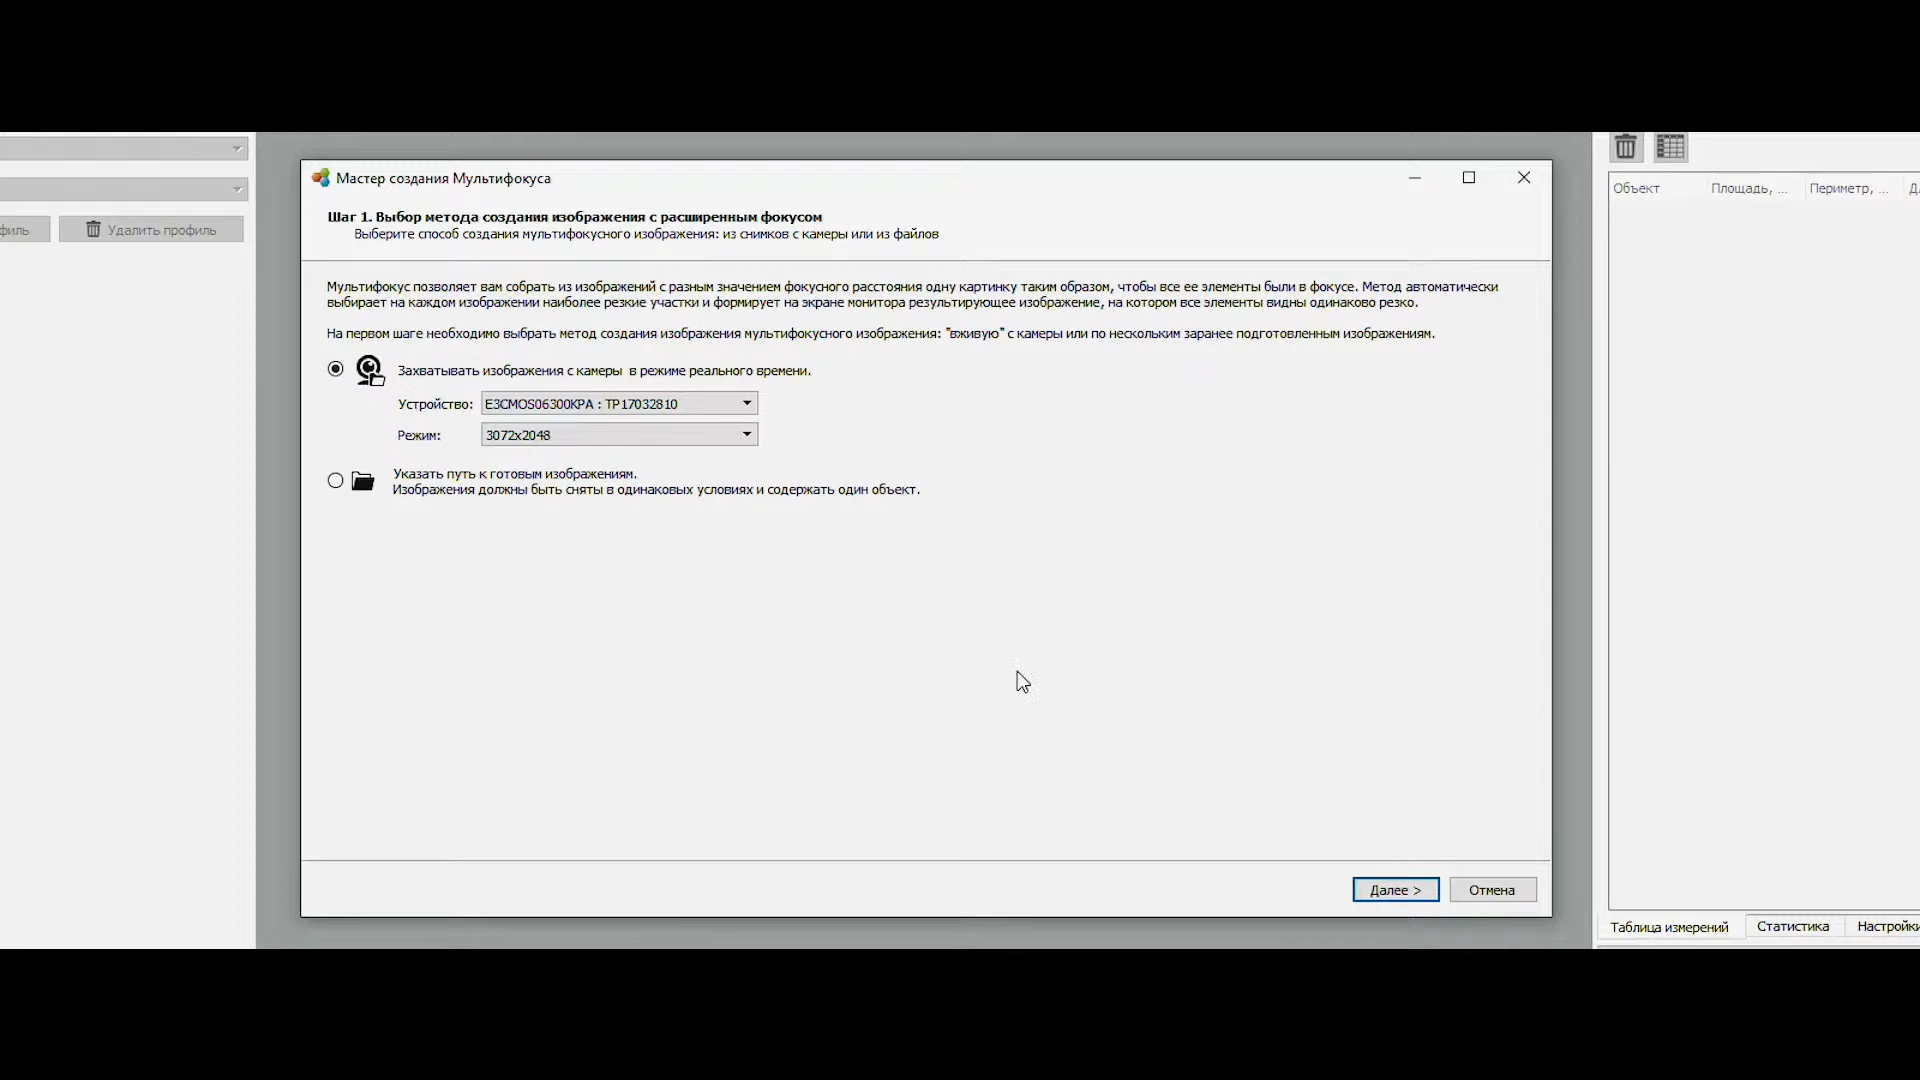 Мастер создания Мультифокуса
Шаг 1. Выбор метода создания изображения с расширенным фокусом
Выберите способ создания мультифокусного изображения: из снимков с камеры или из файлов
Мультифокус позволяет вам собрать из изображений с разным значением фокусного расстояния одну картинку таким образом, чтобы все ее элементы были в фокусе. Метод автоматически
выбирает на каждом изображении наиболее резкие участки и формирует на экране монитора результирующее изображение, на котором все элементы видны одинаково резко.
На первом шаге необходимо выбрать метод создания изображения мультифокусного изображения: "вживую" с камеры или по нескольким заранее подготовленным изображениям.
Захватывать изображения с камеры в режиме реального времени.
Устройство: E3CMOS06300KPA : TP17032810
Режим: 3072x2048
Указать путь к готовым изображениям.
Изображения должны быть сняты в одинаковых условиях и содержать один объект.
Далее > Отмена
филь Удалить профиль
Объект Площадь, ... Периметр, ...
Таблица измерений Статистика Настройки